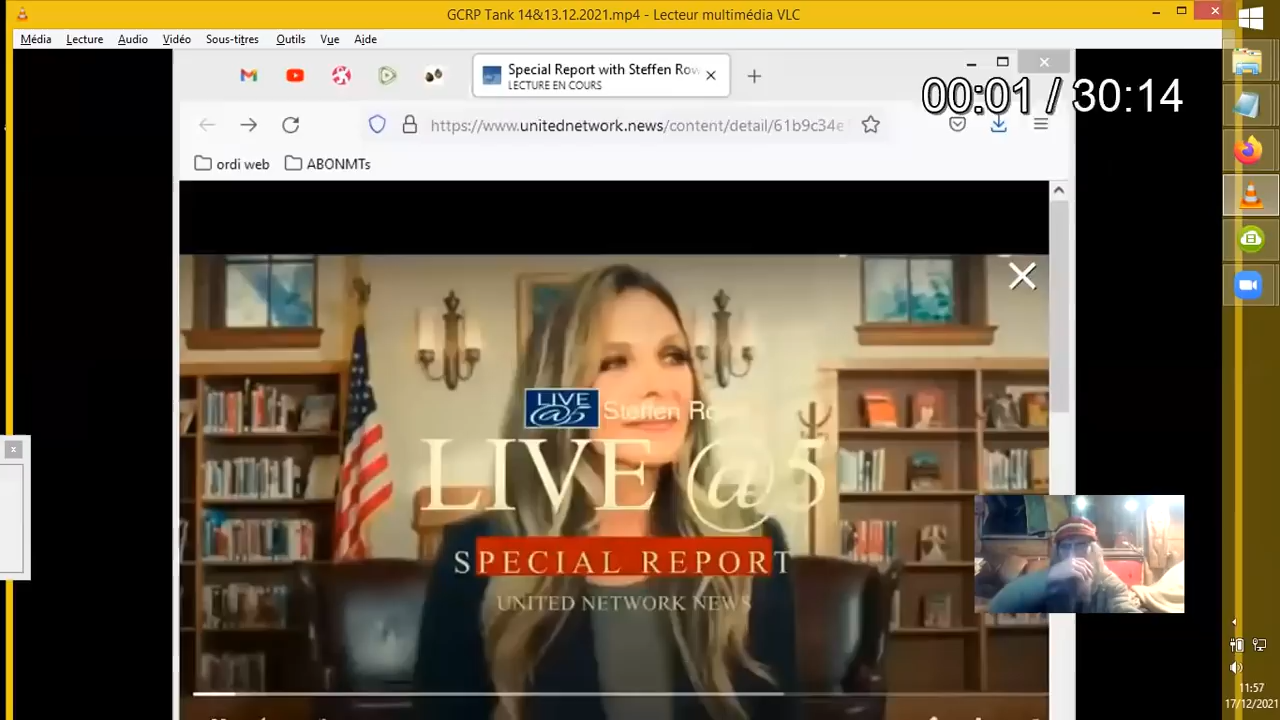 GCRP Tank 14&13.12.2021.mp4 - Lecteur multimédia VLC
Média Lecture Audio Vidéo Sous-titres Outils Vue Aide
Special Report with Steffen Rov
LECTURE EN COURS
00:01 / 30:14
https://www.unitednetwork.news/content/detail/61b9c34e
ordi web ABONMTs
LIVE @5 Steffen Ro
LIVE @5
SPECIAL REPORT
UNITED NETWORK NEWS
11:57
17/12/2021